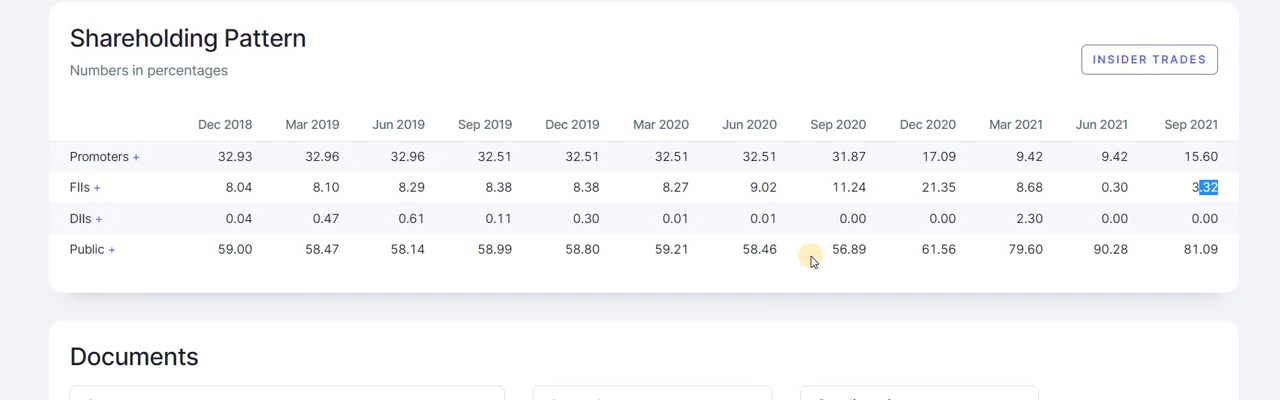 Shareholding Pattern
Numbers in percentages
INSIDER TRADES
Dec 2018 Mar 2019 Jun 2019 Sep 2019 Dec 2019 Mar 2020 Jun 2020 Sep 2020 Dec 2020 Mar 2021 Jun 2021 Sep 2021
Promoters + 32.93 32.96 32.96 32.51 32.51 32.51 32.51 31.87 17.09 9.42 9.42 15.60
FIIs + 8.04 8.10 8.29 8.38 8.38 8.27 9.02 11.24 21.35 8.68 0.30 3.32
DIIs + 0.04 0.47 0.61 0.11 0.30 0.01 0.01 0.00 0.00 2.30 0.00 0.00
Public + 59.00 58.47 58.14 58.99 58.80 59.21 58.46 56.89 61.56 79.60 90.28 81.09
Documents